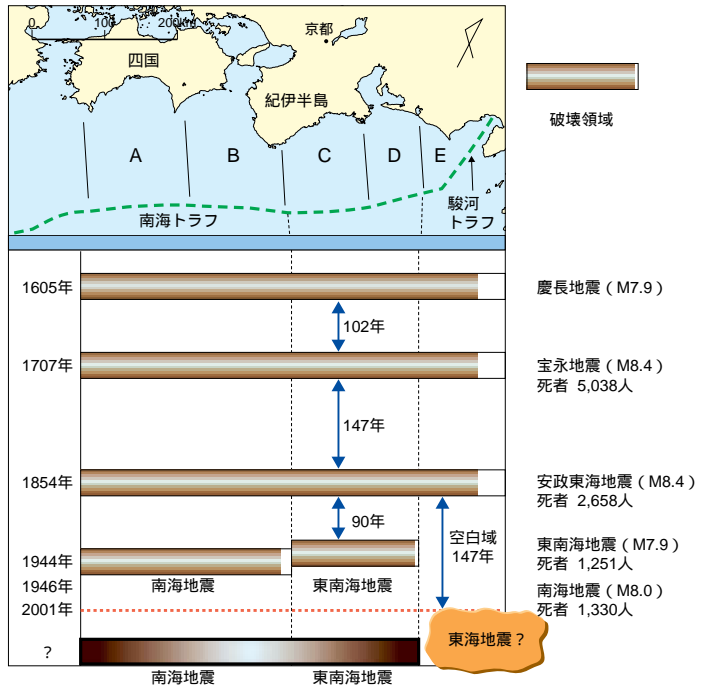 0 100 200km
京都
四国
紀伊半島
A B C D E
南海トラフ
駿河
トラフ
破壊領域
1605年
慶長地震（M7.9）
102年
1707年
宝永地震（M8.4）
死者 5,038人
147年
1854年
安政東海地震（M8.4）
死者 2,658人
90年
空白域
147年
1944年
東南海地震（M7.9）
死者 1,251人
南海地震
東南海地震
1946年
南海地震（M8.0）
死者 1,330人
2001年
東海地震？
？
南海地震
東南海地震